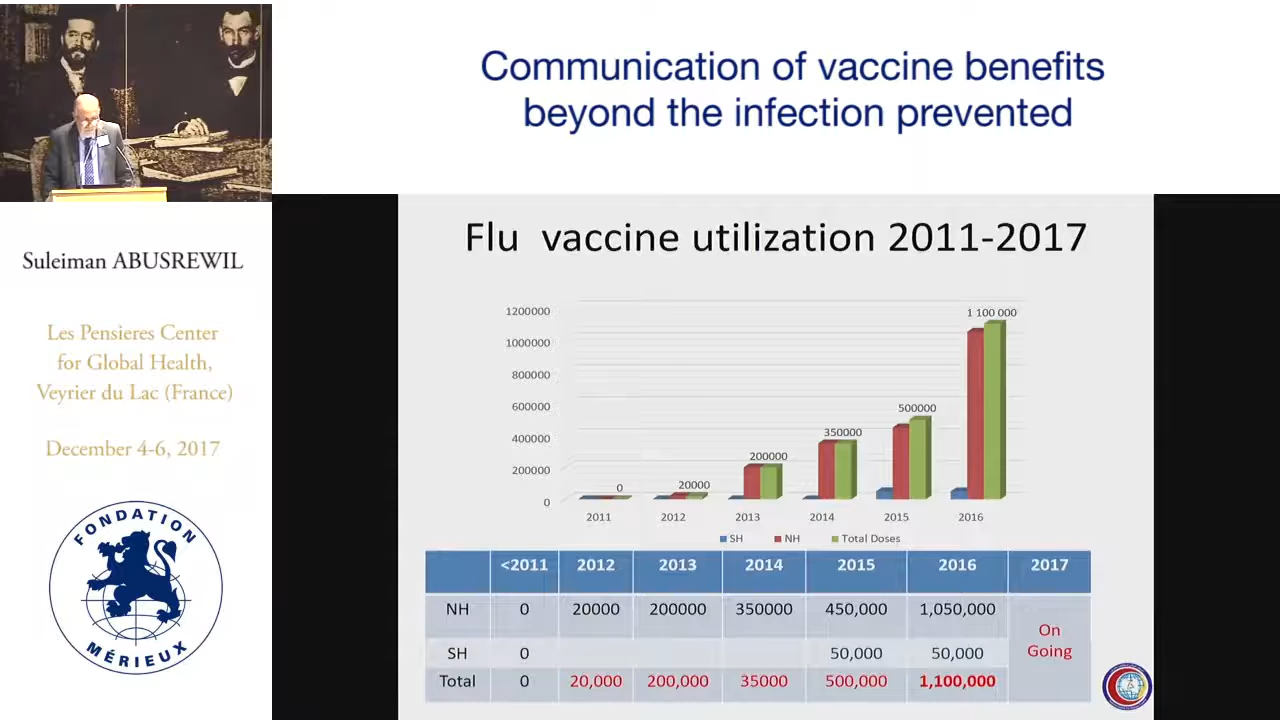 Communication of vaccine benefits
beyond the infection prevented
Suleiman ABUSREWIL
Les Pensieres Center
for Global Health,
Veyrier du Lac (France)
December 4-6, 2017
FONDATION
MÉRIEUX
Flu vaccine utilization 2011-2017
1200000
1000000
800000
600000
400000
200000
0
0
20000
200000
350000
500000
1 100 000
2011 2012 2013 2014 2015 2016
SH NH Total Doses
<2011 2012 2013 2014 2015 2016 2017
NH 0 20000 200000 350000 450,000 1,050,000
On
Going
SH 0 50,000 50,000
Total 0 20,000 200,000 35000 500,000 1,100,000